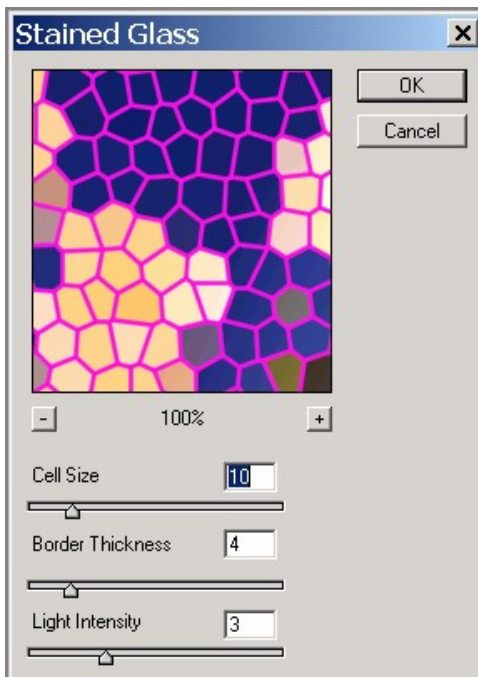 Stained Glass
OK
Cancel
- 100% +
Cell Size 10
Border Thickness 4
Light Intensity 3